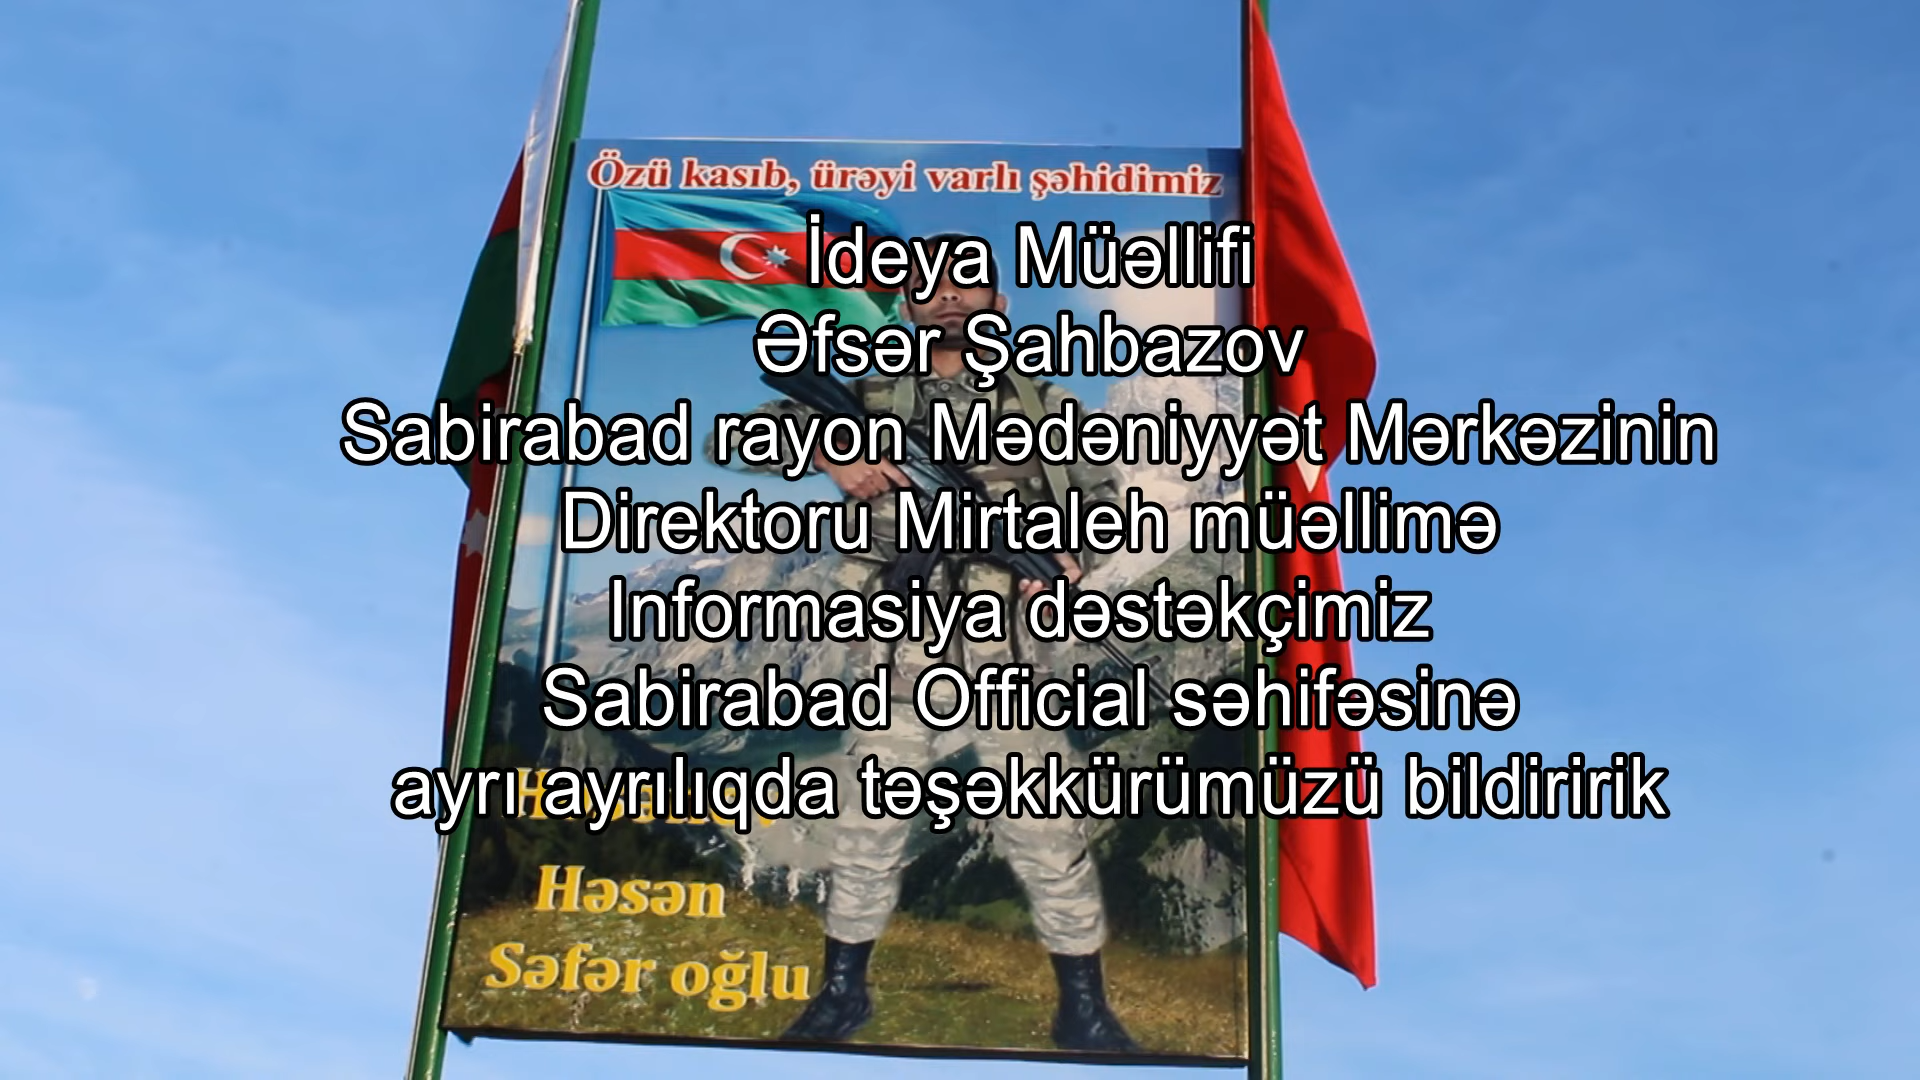 Özü kasıb, ürəyi varlı şəhidimiz
İdeya Müəllifi
Əfsər Şahbazov
Sabirabad rayon Mədəniyyət Mərkəzinin
Direktoru Mirtaleh müəllimə
Informasiya dəstəkçimiz
Sabirabad Official səhifəsinə
ayrı ayrılıqda təşəkkürümüzü bildiririk
Həsən
Səfər oğlu